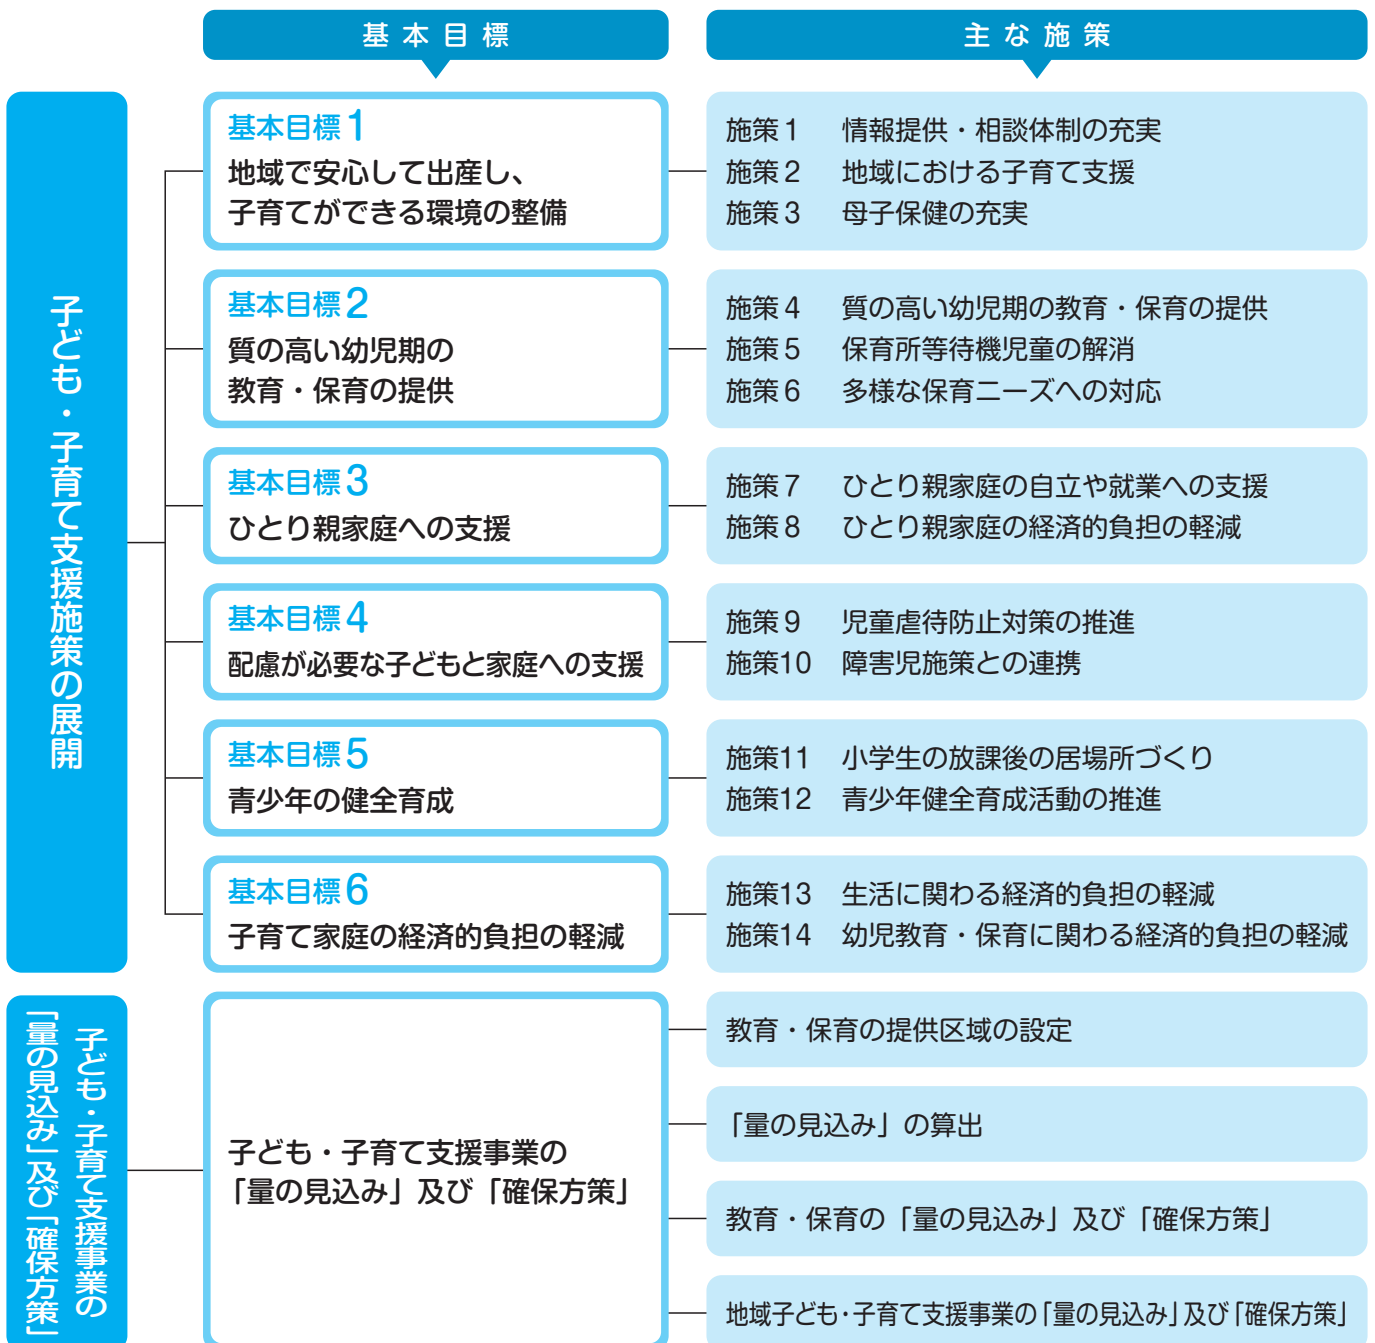 基本目標
主な施策
子ども・子育て支援施策の展開
基本目標1
地域で安心して出産し、
子育てができる環境の整備
施策1 情報提供・相談体制の充実
施策2 地域における子育て支援
施策3 母子保健の充実
基本目標2
質の高い幼児期の
教育・保育の提供
施策4 質の高い幼児期の教育・保育の提供
施策5 保育所等待機児童の解消
施策6 多様な保育ニーズへの対応
基本目標3
ひとり親家庭への支援
施策7 ひとり親家庭の自立や就業への支援
施策8 ひとり親家庭の経済的負担の軽減
基本目標4
配慮が必要な子どもと家庭への支援
施策9 児童虐待防止対策の推進
施策10 障害児施策との連携
基本目標5
青少年の健全育成
施策11 小学生の放課後の居場所づくり
施策12 青少年健全育成活動の推進
基本目標6
子育て家庭の経済的負担の軽減
施策13 生活に関わる経済的負担の軽減
施策14 幼児教育・保育に関わる経済的負担の軽減
子ども・子育て支援事業の
「量の見込み」及び「確保方策」
子ども・子育て支援事業の
「量の見込み」及び「確保方策」
教育・保育の提供区域の設定
「量の見込み」の算出
教育・保育の「量の見込み」及び「確保方策」
地域子ども・子育て支援事業の「量の見込み」及び「確保方策」